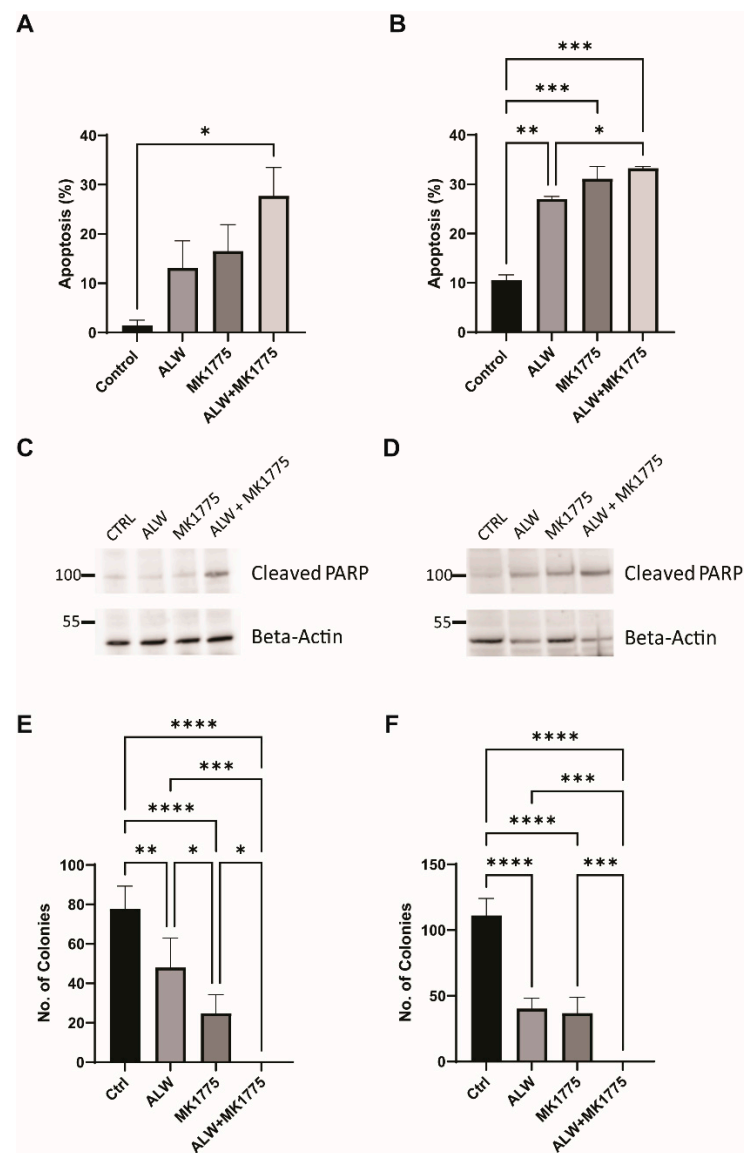 A
*
Apoptosis (%)
40
30
20
10
0
Control
ALW
MK1775
ALW+MK1775
B
***
***
** *
Apoptosis (%)
40
30
20
10
0
Control
ALW
MK1775
ALW+MK1775
C
CTRL
ALW
MK1775
ALW + MK1775
100 Cleaved PARP
55
Beta-Actin
D
CTRL
ALW
MK1775
ALW + MK1775
100 Cleaved PARP
55
Beta-Actin
E
****
***
****
** * *
No. of Colonies
100
80
60
40
20
0
Ctrl
ALW
MK1775
ALW+MK1775
F
****
***
****
**** ***
No. of Colonies
150
100
50
0
Ctrl
ALW
MK1775
ALW+MK1775